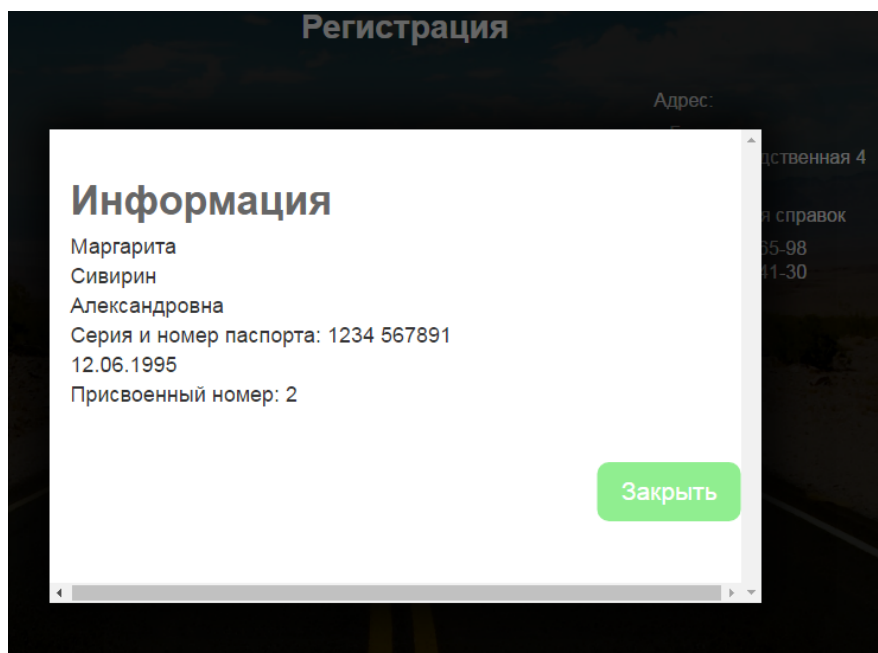 Регистрация
Адрес:
Информация
Маргарита
Сивирин
Александровна
Серия и номер паспорта: 1234 567891
12.06.1995
Присвоенный номер: 2
4
справок
65-98
41-30
Закрыть